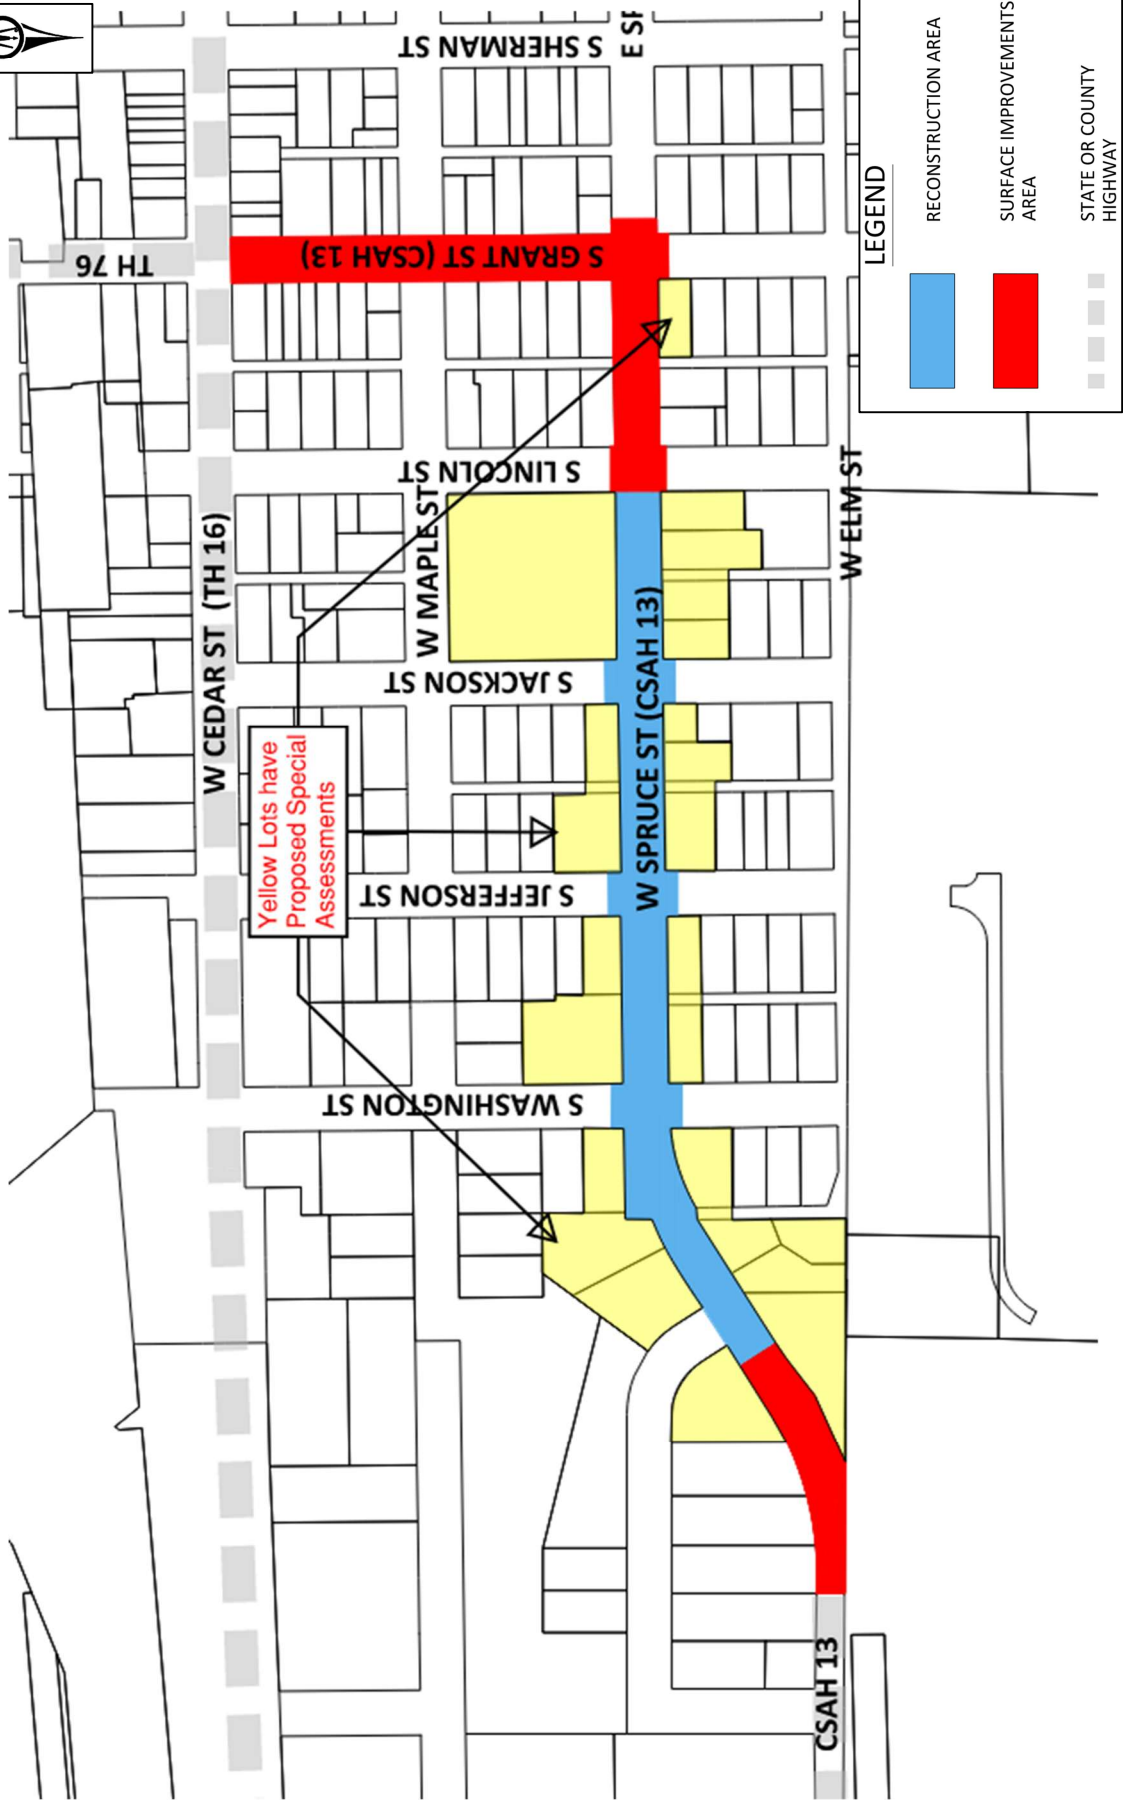 S SHERMAN ST
E SP
TH 76
S GRANT ST (CSAH 13)
S LINCOLN ST
W MAPLE ST
W ELM ST
W CEDAR ST (TH 16)
S JACKSON ST
W SPRUCE ST (CSAH 13)
Yellow Lots have
Proposed Special
Assessments
S JEFFERSON ST
S WASHINGTON ST
CSAH 13
LEGEND
RECONSTRUCTION AREA
SURFACE IMPROVEMENTS
AREA
STATE OR COUNTY
HIGHWAY